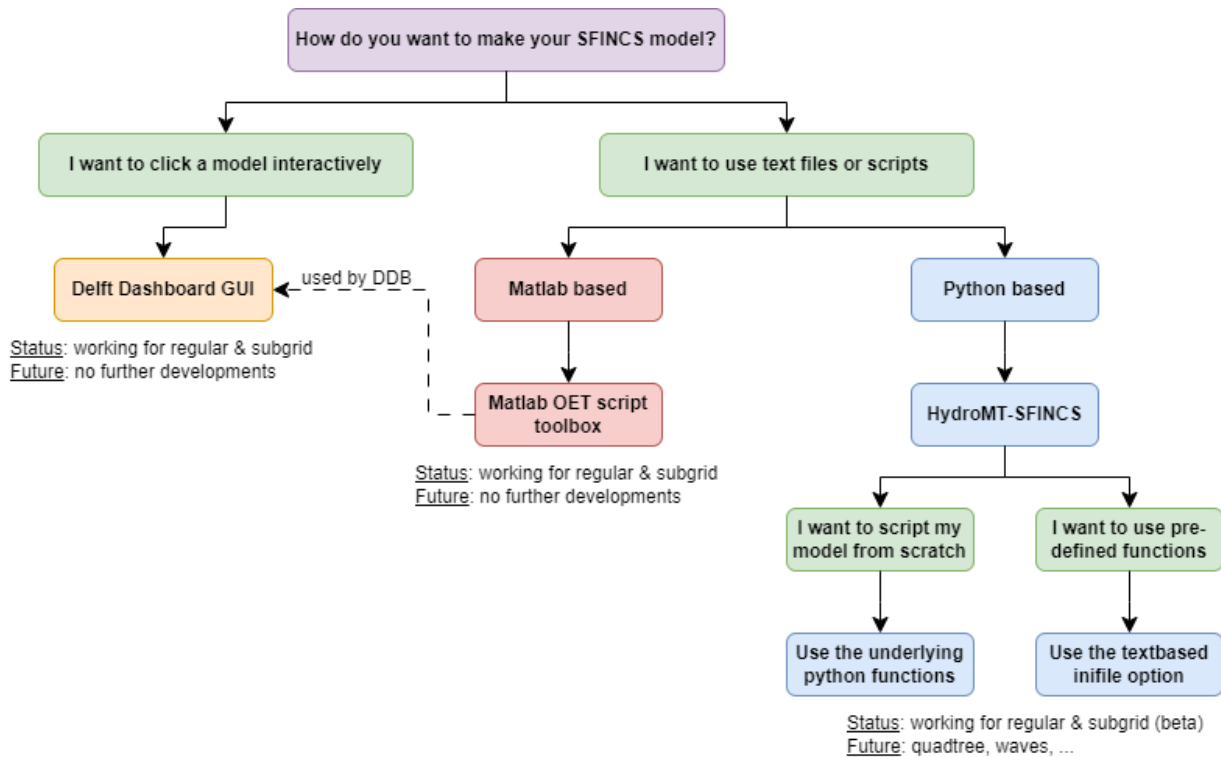 How do you want to make your SFINCS model?
I want to click a model interactively
I want to use text files or scripts
Delft Dashboard GUI
used by DDB
Matlab based
Python based
Status: working for regular & subgrid
Future: no further developments
Matlab OET script
toolbox
HydroMT-SFINCS
Status: working for regular & subgrid
Future: no further developments
I want to script my
model from scratch
I want to use pre-
defined functions
Use the underlying
python functions
Use the textbased
inifile option
Status: working for regular & subgrid (beta)
Future: quadtree, waves, ...